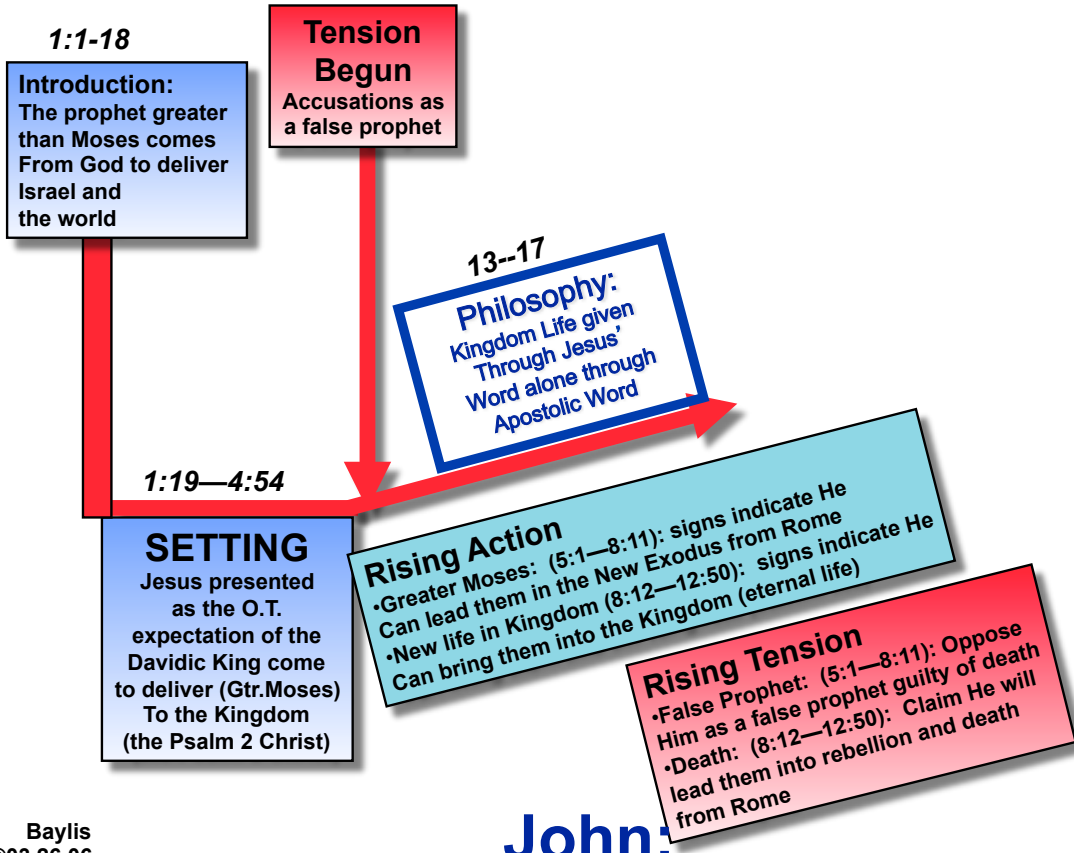 1:1-18
Introduction:
The prophet greater
than Moses comes
From God to deliver
Israel and
the world
Tension
Begun
Accusations as
a false prophet
13--17
Philosophy:
Kingdom Life given
Through Jesus'
Word alone through
Apostolic Word
1:19—4:54
SETTING
Jesus presented
as the O.T.
expectation of the
Davidic King come
to deliver (Gtr.Moses)
To the Kingdom
(the Psalm 2 Christ)
Rising Action
•Greater Moses: (5:1—8:11): signs indicate He
Can lead them in the New Exodus from Rome
•New life in Kingdom (8:12—12:50): signs indicate He
Can bring them into the Kingdom (eternal life)
Rising Tension
•False Prophet: (5:1—8:11): Oppose
Him as a false prophet guilty of death
•Death: (8:12—12:50): Claim He will
lead them into rebellion and death
from Rome
Baylis
John: